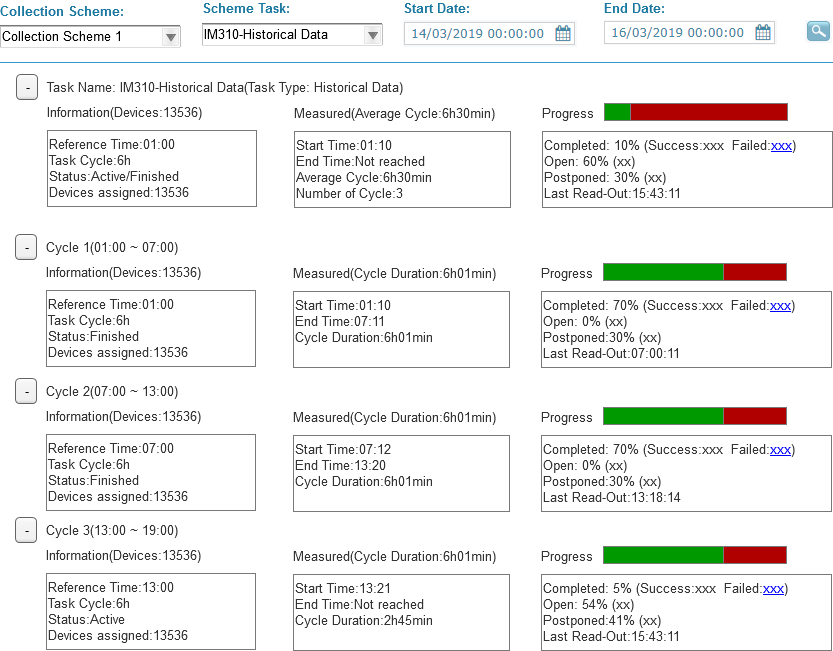 Collection Scheme: Scheme Task: Start Date: End Date:
Collection Scheme 1 IM310-Historical Data 14/03/2019 00:00:00 16/03/2019 00:00:00
- Task Name: IM310-Historical Data(Task Type: Historical Data)
Information(Devices:13536) Measured(Average Cycle:6h30min) Progress
Reference Time:01:00
Task Cycle:6h
Status:Active/Finished
Devices assigned:13536
Start Time:01:10
End Time:Not reached
Average Cycle:6h30min
Number of Cycle:3
Completed: 10% (Success:xxx Failed:xxx)
Open: 60% (xx)
Postponed: 30% (xx)
Last Read-Out:15:43:11
- Cycle 1(01:00 ~ 07:00)
Information(Devices:13536) Measured(Cycle Duration:6h01min) Progress
Reference Time:01:00
Task Cycle:6h
Status:Finished
Devices assigned:13536
Start Time:01:10
End Time:07:11
Cycle Duration:6h01min
Completed: 70% (Success:xxx Failed:xxx)
Open: 0% (xx)
Postponed:30% (xx)
Last Read-Out:07:00:11
- Cycle 2(07:00 ~ 13:00)
Information(Devices:13536) Measured(Cycle Duration:6h01min) Progress
Reference Time:07:00
Task Cycle:6h
Status:Finished
Devices assigned:13536
Start Time:07:12
End Time:13:20
Cycle Duration:6h01min
Completed: 70% (Success:xxx Failed:xxx)
Open: 0% (xx)
Postponed:30% (xx)
Last Read-Out:13:18:14
- Cycle 3(13:00 ~ 19:00)
Information(Devices:13536) Measured(Cycle Duration:6h01min) Progress
Reference Time:13:00
Task Cycle:6h
Status:Active
Devices assigned:13536
Start Time:13:21
End Time:Not reached
Cycle Duration:2h45min
Completed: 5% (Success:xxx Failed:xxx)
Open: 54% (xx)
Postponed:41% (xx)
Last Read-Out:15:43:11